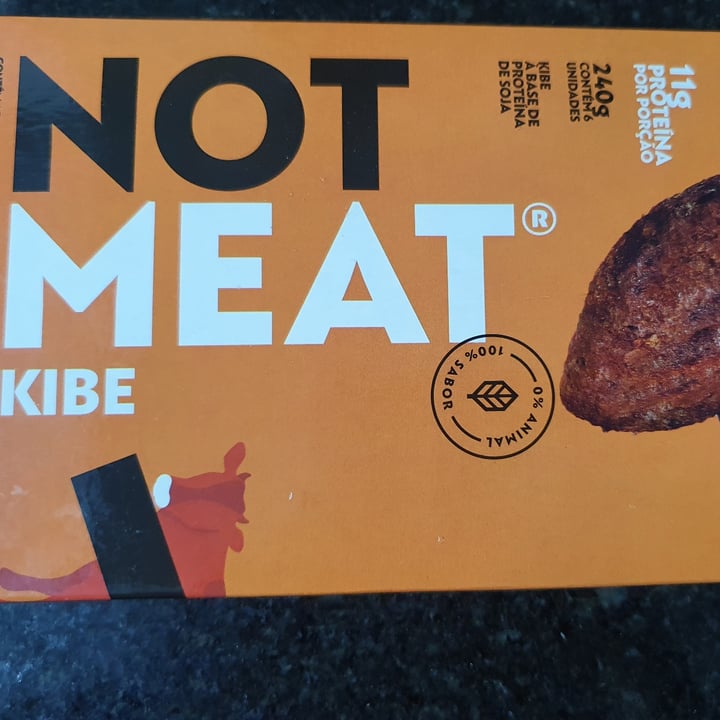 NOT
MEAT®
KIBE
KIBE
À BASE DE
PROTEÍNA
DE SOJA
240g
CONTÉM 6
UNIDADES
11g
PROTEÍNA
POR PORÇÃO
100% SABOR
0% ANIMAL